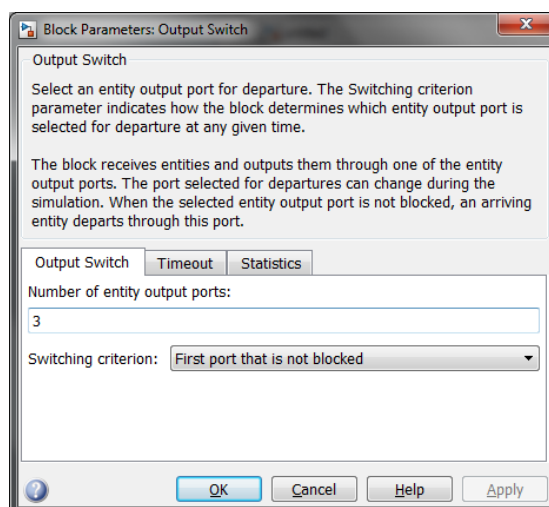 Block Parameters: Output Switch
Output Switch
Select an entity output port for departure. The Switching criterion
parameter indicates how the block determines which entity output port is
selected for departure at any given time.
The block receives entities and outputs them through one of the entity
output ports. The port selected for departures can change during the
simulation. When the selected entity output port is not blocked, an arriving
entity departs through this port.
Output Switch Timeout Statistics
Number of entity output ports:
3
Switching criterion: First port that is not blocked
OK Cancel Help Apply